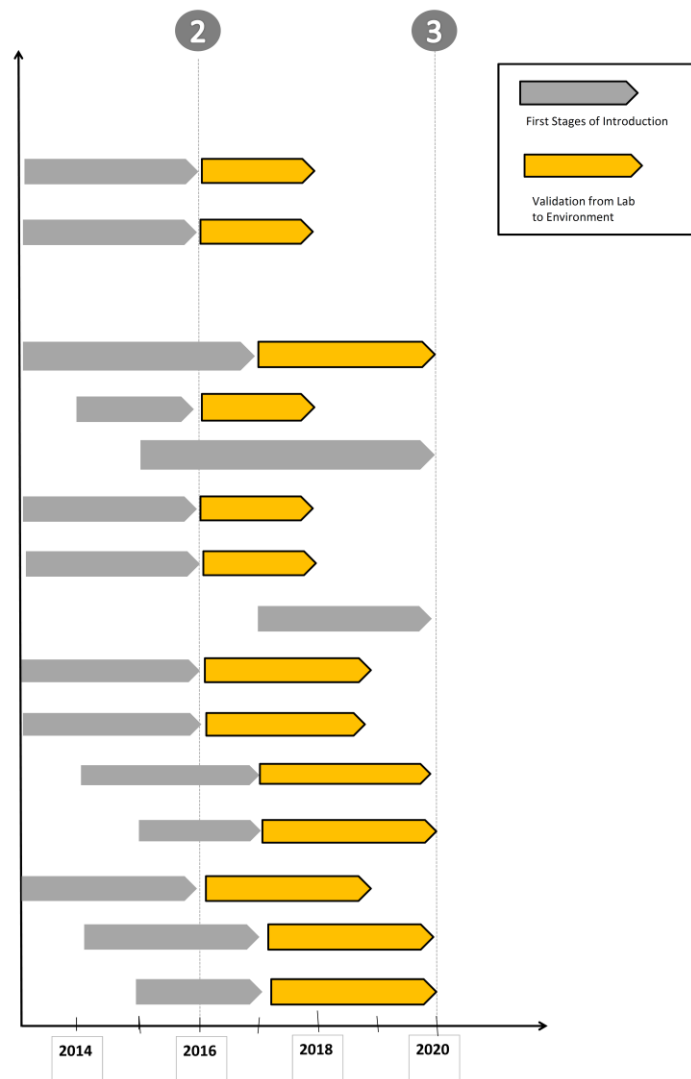 2
3
First Stages of Introduction
Validation from Lab
to Environment
2014
2016
2018
2020